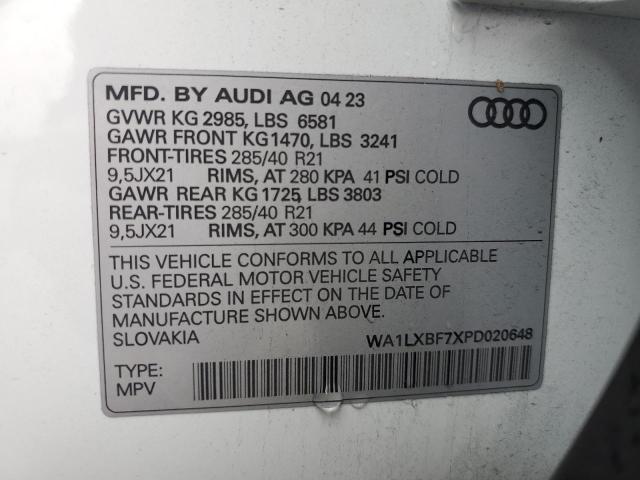 MFD. BY AUDI AG 04 23
GVWR KG 2985, LBS 6581
GAWR FRONT KG1470, LBS 3241
FRONT-TIRES 285/40 R21
9,5JX21 RIMS, AT 280 KPA 41 PSI COLD
GAWR REAR KG 1725, LBS 3803
REAR-TIRES 285/40 R21
9,5JX21 RIMS, AT 300 KPA 44 PSI COLD
THIS VEHICLE CONFORMS TO ALL APPLICABLE
U.S. FEDERAL MOTOR VEHICLE SAFETY
STANDARDS IN EFFECT ON THE DATE OF
MANUFACTURE SHOWN ABOVE.
SLOVAKIA WA1LXBF7XPD020648
TYPE:
MPV